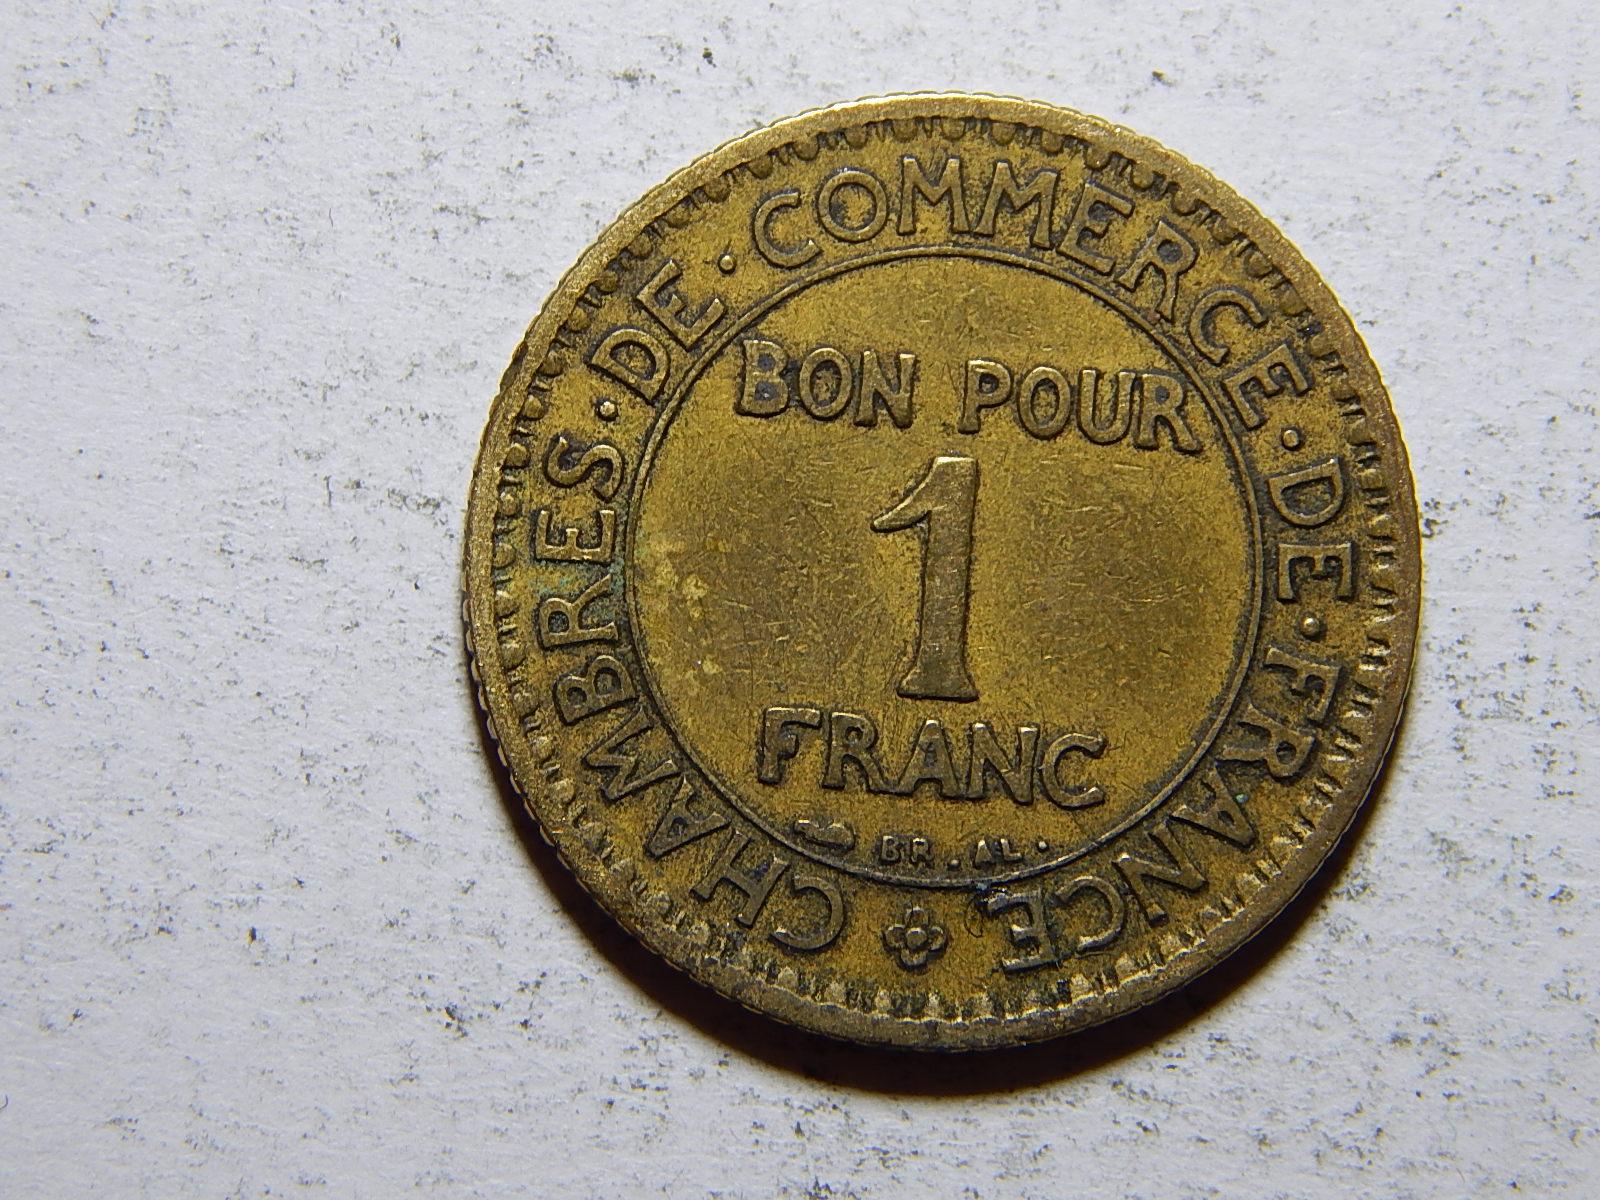 CHAMBRES · DE · COMMERCE · DE · FRANCE
BON POUR
1
FRANC
BR . AL .